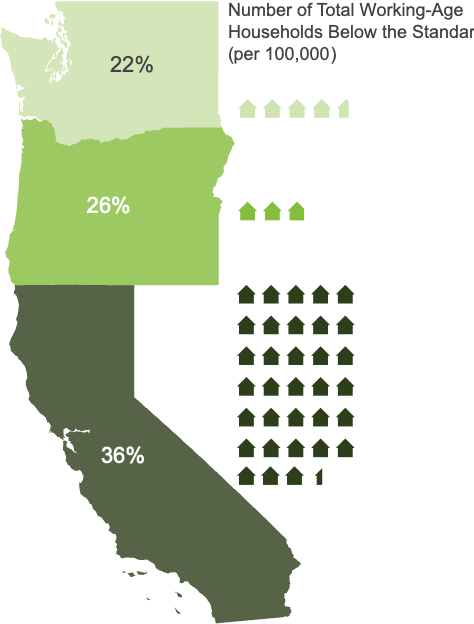 Number of Total Working-Age
Households Below the Standar
(per 100,000)
22%
26%
36%